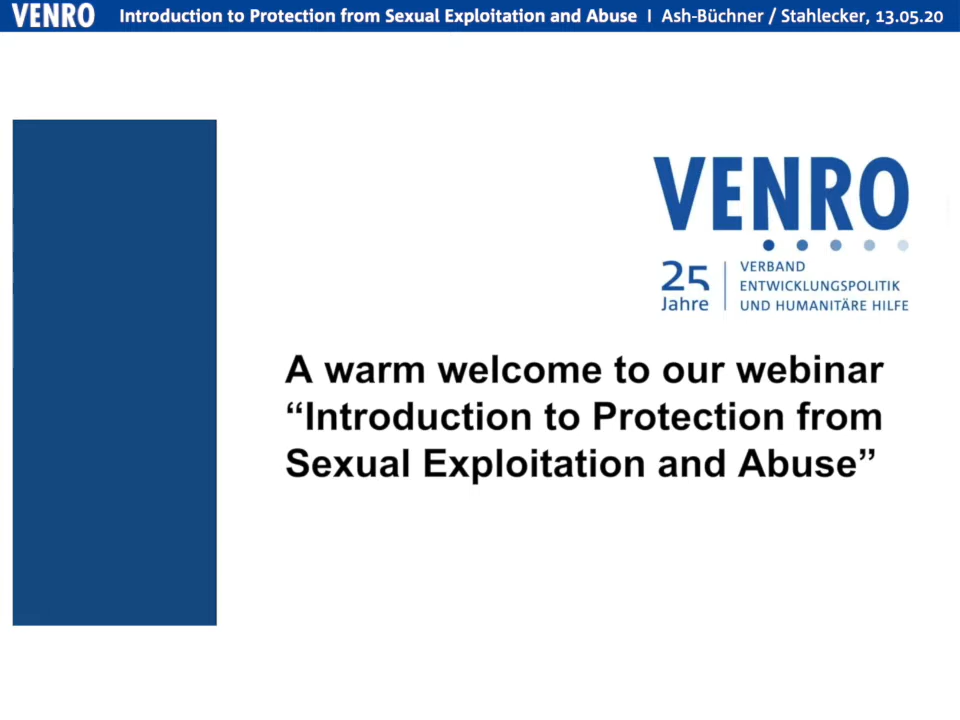 VENRO Introduction to Protection from Sexual Exploitation and Abuse I Ash-Büchner / Stahlecker, 13.05.20
VENRO
25 Jahre
VERBAND
ENTWICKLUNGSPOLITIK
UND HUMANITÄRE HILFE
A warm welcome to our webinar
“Introduction to Protection from
Sexual Exploitation and Abuse”